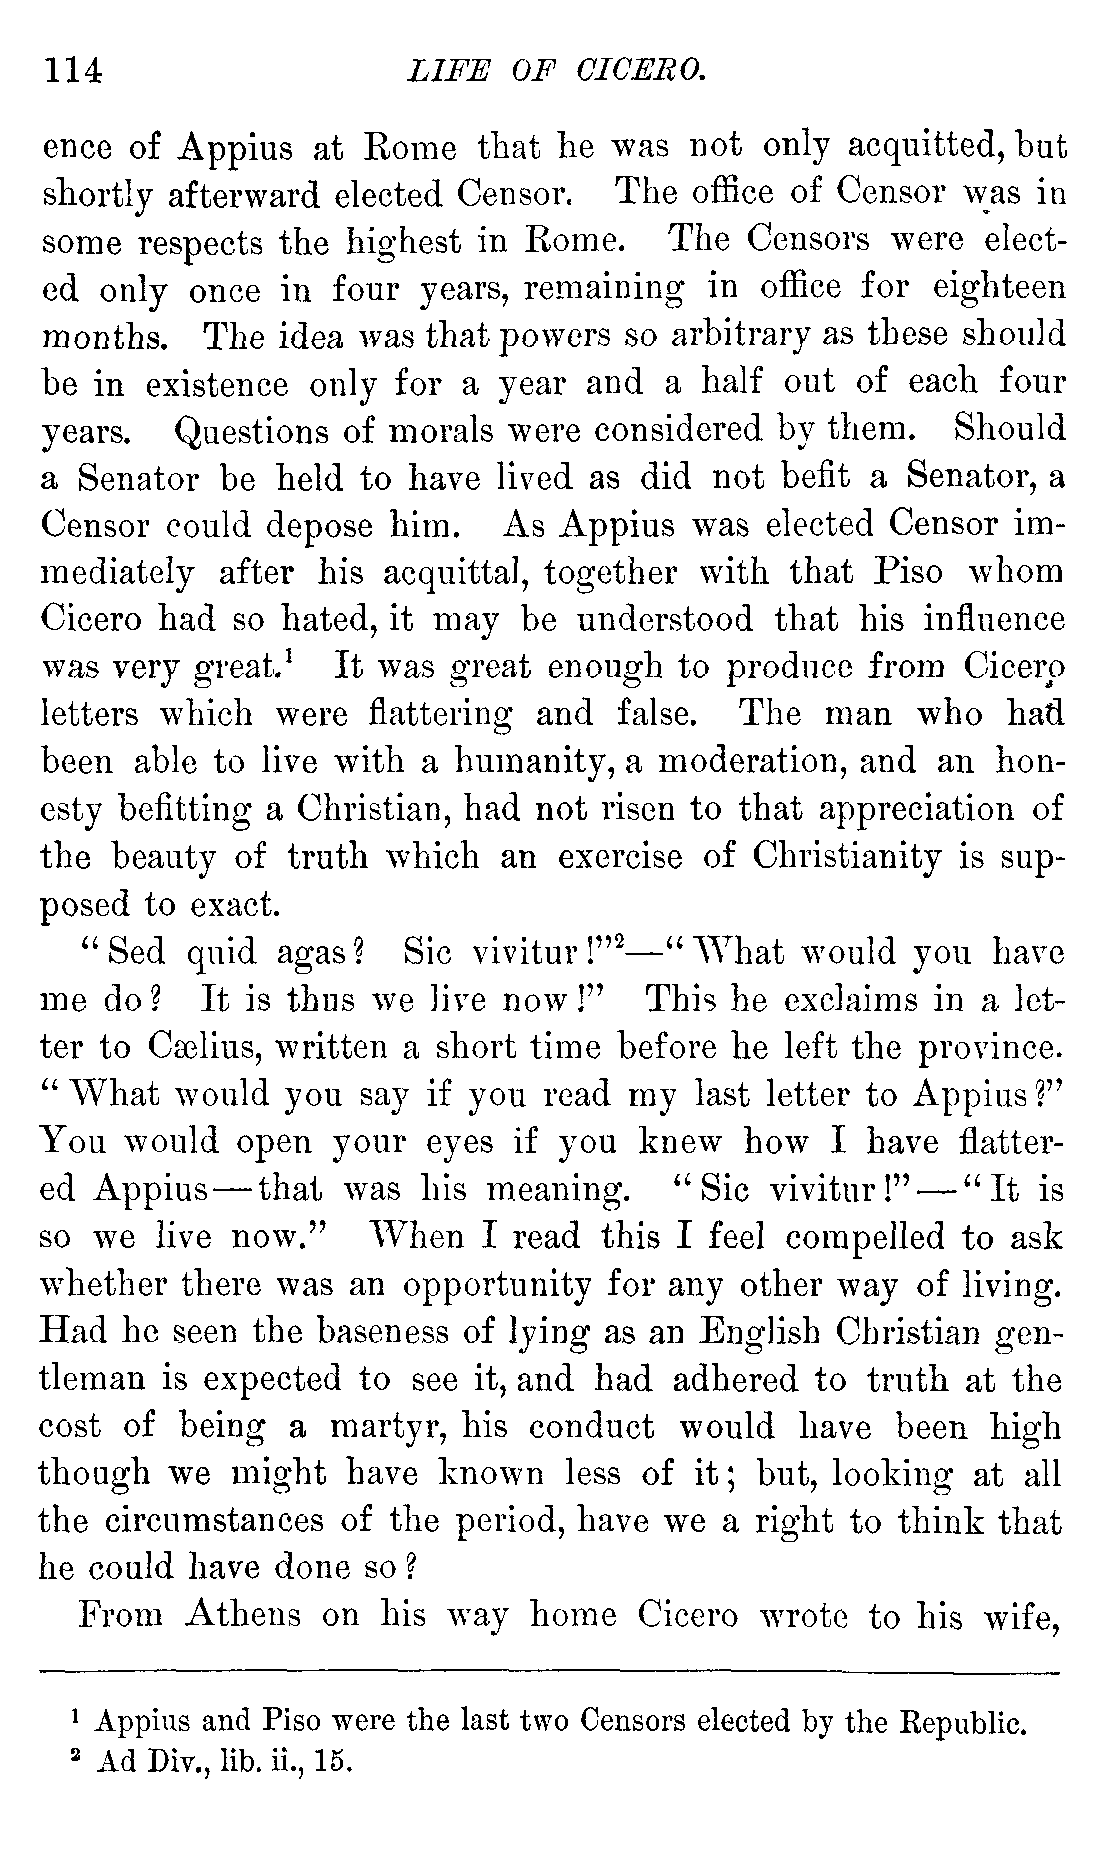 114 LIFE OF CICERO.
ence of Appius at Rome that he was not only acquitted, but
shortly afterward elected Censor. The office of Censor was in
some respects the highest in Rome. The Censors were elect-
ed only once in four years, remaining in office for eighteen
months. The idea was that powers so arbitrary as these should
be in existence only for a year and a half out of each four
years. Questions of morals were considered by them. Should
a Senator be held to have lived as did not befit a Senator, a
Censor could depose him. As Appius was elected Censor im-
mediately after his acquittal, together with that Piso whom
Cicero had so hated, it may be understood that his influence
was very great.¹ It was great enough to produce from Cicero
letters which were flattering and false. The man who had
been able to live with a humanity, a moderation, and an hon-
esty befitting a Christian, had not risen to that appreciation of
the beauty of truth which an exercise of Christianity is sup-
posed to exact.
“Sed quid agas? Sic vivitur!”²—“What would you have
me do? It is thus we live now!” This he exclaims in a let-
ter to Cælius, written a short time before he left the province.
“What would you say if you read my last letter to Appius?”
You would open your eyes if you knew how I have flatter-
ed Appius—that was his meaning. “Sic vivitur!”—“It is
so we live now.” When I read this I feel compelled to ask
whether there was an opportunity for any other way of living.
Had he seen the baseness of lying as an English Christian gen-
tleman is expected to see it, and had adhered to truth at the
cost of being a martyr, his conduct would have been high
though we might have known less of it; but, looking at all
the circumstances of the period, have we a right to think that
he could have done so?
From Athens on his way home Cicero wrote to his wife,
¹ Appius and Piso were the last two Censors elected by the Republic.
² Ad Div., lib. ii., 15.